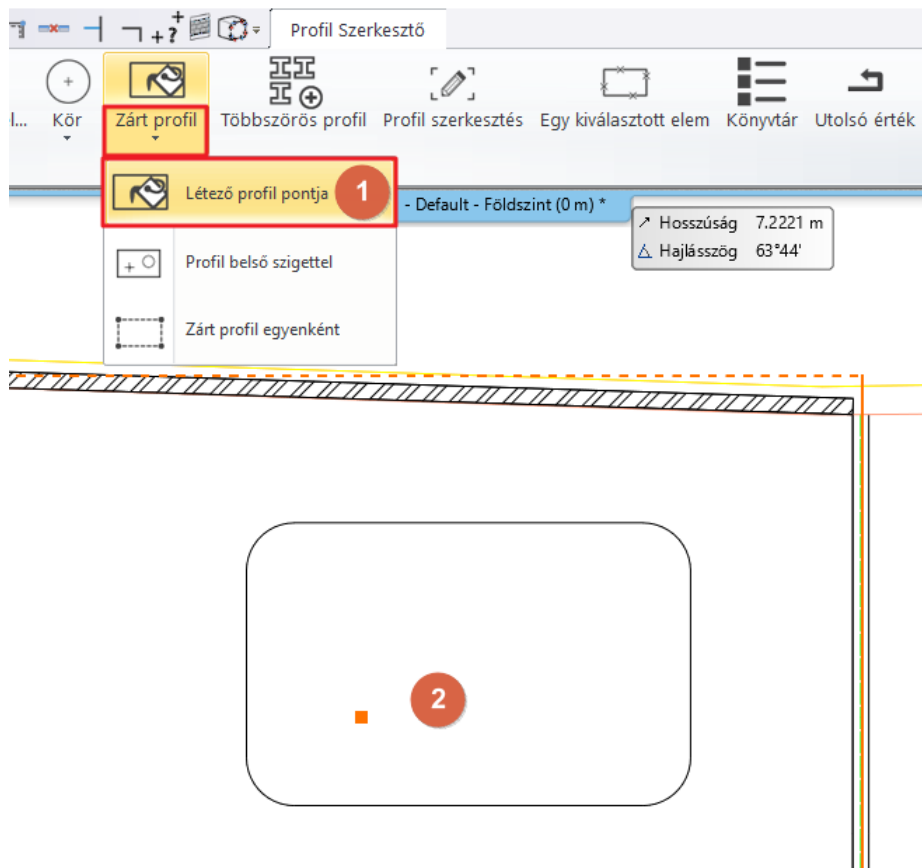 Profil Szerkesztő
l... Kör Zárt profil Többszörös profil Profil szerkesztés Egy kiválasztott elem Könyvtár Utolsó érték
Létező profil pontja 1
- Default - Földszint (0 m) *
Hosszúság 7.2221 m
Hajlásszög 63°44'
Profil belső szigettel
Zárt profil egyenként
2